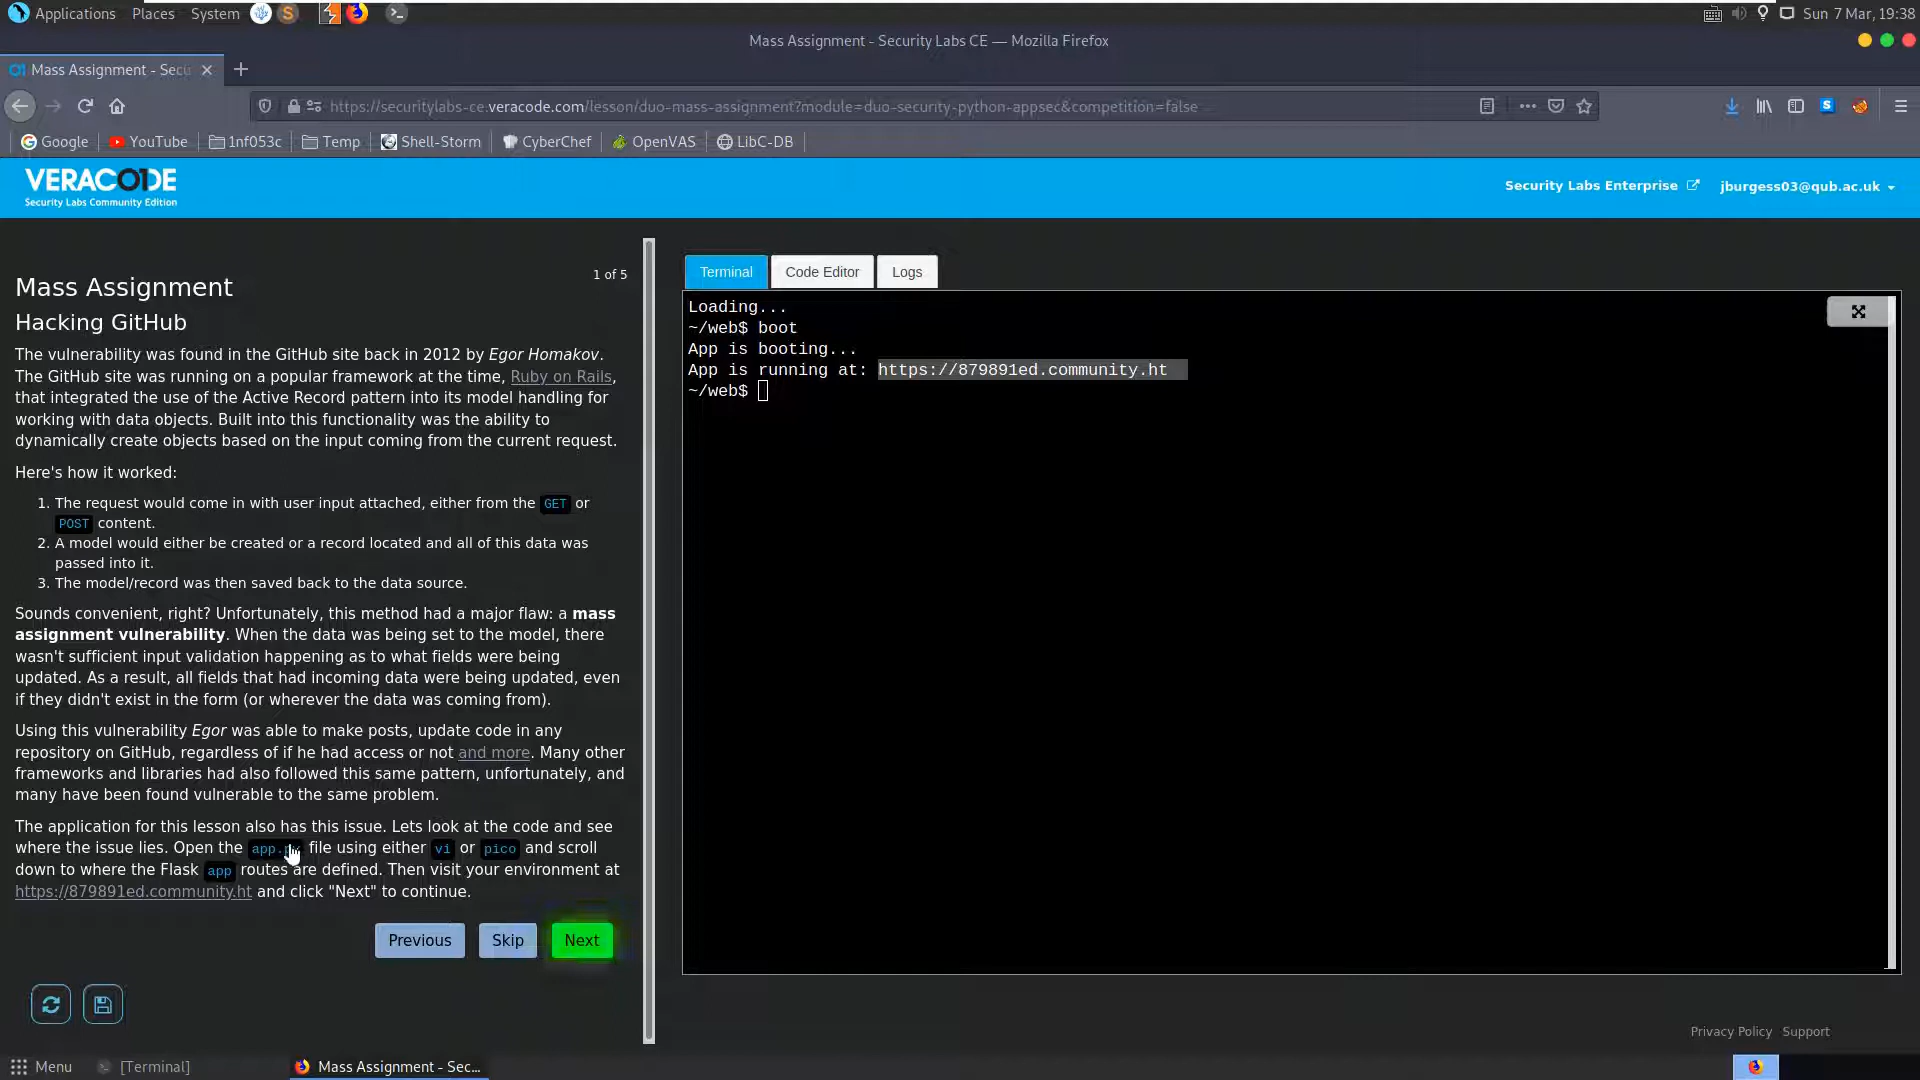 Applications Places System
Sun 7 Mar, 19:38
Mass Assignment - Security Labs CE — Mozilla Firefox
Mass Assignment - Secu
https://securitylabs-ce.veracode.com/lesson/duo-mass-assignment?module=duo-security-python-appsec&competition=false
Google YouTube 1nf053c Temp Shell-Storm CyberChef OpenVAS LibC-DB
VERACODE
Security Labs Community Edition
Security Labs Enterprise
jburgess03@qub.ac.uk
1 of 5
Mass Assignment
Hacking GitHub
The vulnerability was found in the GitHub site back in 2012 by Egor Homakov.
The GitHub site was running on a popular framework at the time, Ruby on Rails,
that integrated the use of the Active Record pattern into its model handling for
working with data objects. Built into this functionality was the ability to
dynamically create objects based on the input coming from the current request.
Here's how it worked:
1. The request would come in with user input attached, either from the GET or
POST content.
2. A model would either be created or a record located and all of this data was
passed into it.
3. The model/record was then saved back to the data source.
Sounds convenient, right? Unfortunately, this method had a major flaw: a mass
assignment vulnerability. When the data was being set to the model, there
wasn't sufficient input validation happening as to what fields were being
updated. As a result, all fields that had incoming data were being updated, even
if they didn't exist in the form (or wherever the data was coming from).
Using this vulnerability Egor was able to make posts, update code in any
repository on GitHub, regardless of if he had access or not and more. Many other
frameworks and libraries had also followed this same pattern, unfortunately, and
many have been found vulnerable to the same problem.
The application for this lesson also has this issue. Lets look at the code and see
where the issue lies. Open the app.py file using either vi or pico and scroll
down to where the Flask app routes are defined. Then visit your environment at
https://879891ed.community.ht and click "Next" to continue.
Previous Skip Next
Terminal Code Editor Logs
Loading...
~/web$ boot
App is booting...
App is running at: https://879891ed.community.ht
~/web$
Privacy Policy Support
Menu [Terminal] Mass Assignment - Sec...